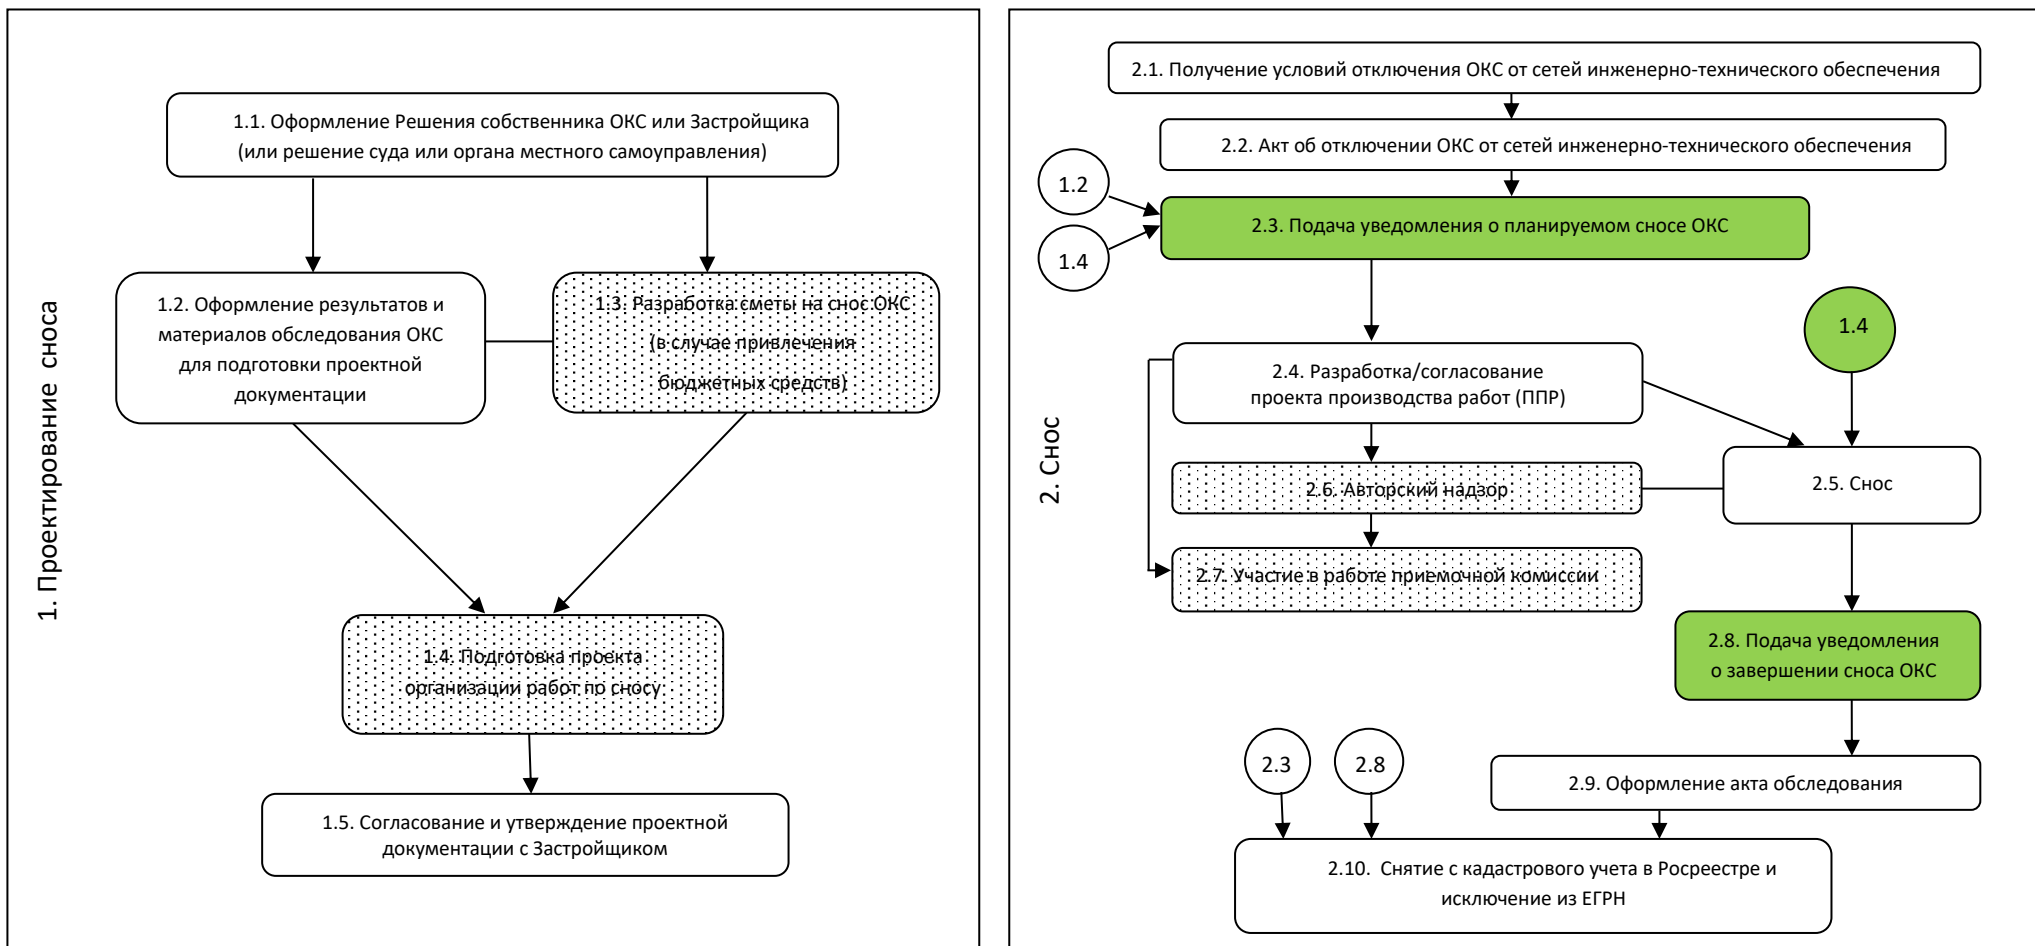 1. Проектирование сноса
1.1. Оформление Решения собственника ОКС или Застройщика
(или решение суда или органа местного самоуправления)
1.2. Оформление результатов и
материалов обследования ОКС
для подготовки проектной
документации
1.3. Разработка сметы на снос ОКС
(в случае привлечения
бюджетных средств)
1.4. Подготовка проекта
организации работ по сносу
1.5. Согласование и утверждение проектной
документации с Застройщиком
2. Снос
2.1. Получение условий отключения ОКС от сетей инженерно-технического обеспечения
2.2. Акт об отключении ОКС от сетей инженерно-технического обеспечения
1.2
1.4
2.3. Подача уведомления о планируемом сносе ОКС
1.4
2.4. Разработка/согласование
проекта производства работ (ППР)
2.5. Снос
2.6. Авторский надзор
2.7. Участие в работе приемочной комиссии
2.8. Подача уведомления
о завершении сноса ОКС
2.3
2.8
2.9. Оформление акта обследования
2.10. Снятие с кадастрового учета в Росреестре и
исключение из ЕГРН